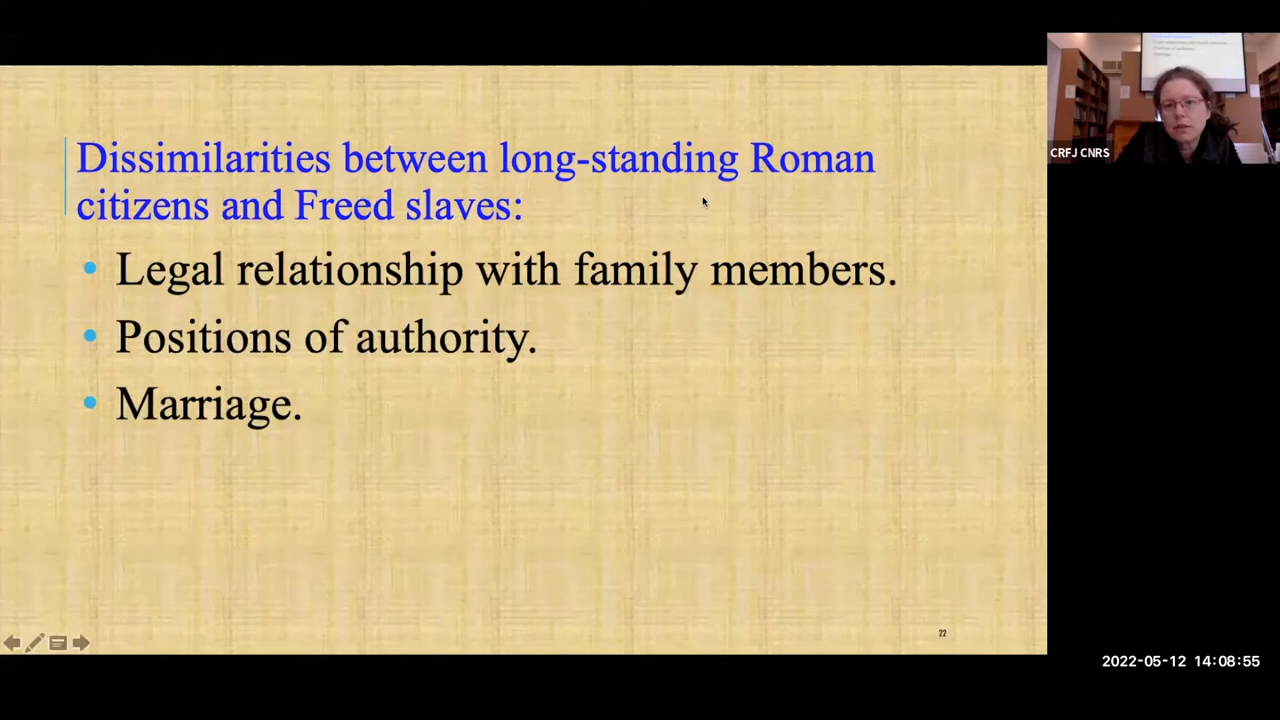 Dissimilarities between long-standing Roman
citizens and Freed slaves:
• Legal relationship with family members.
• Positions of authority.
• Marriage.
22
CRFJ CNRS
2022-05-12 14:08:55